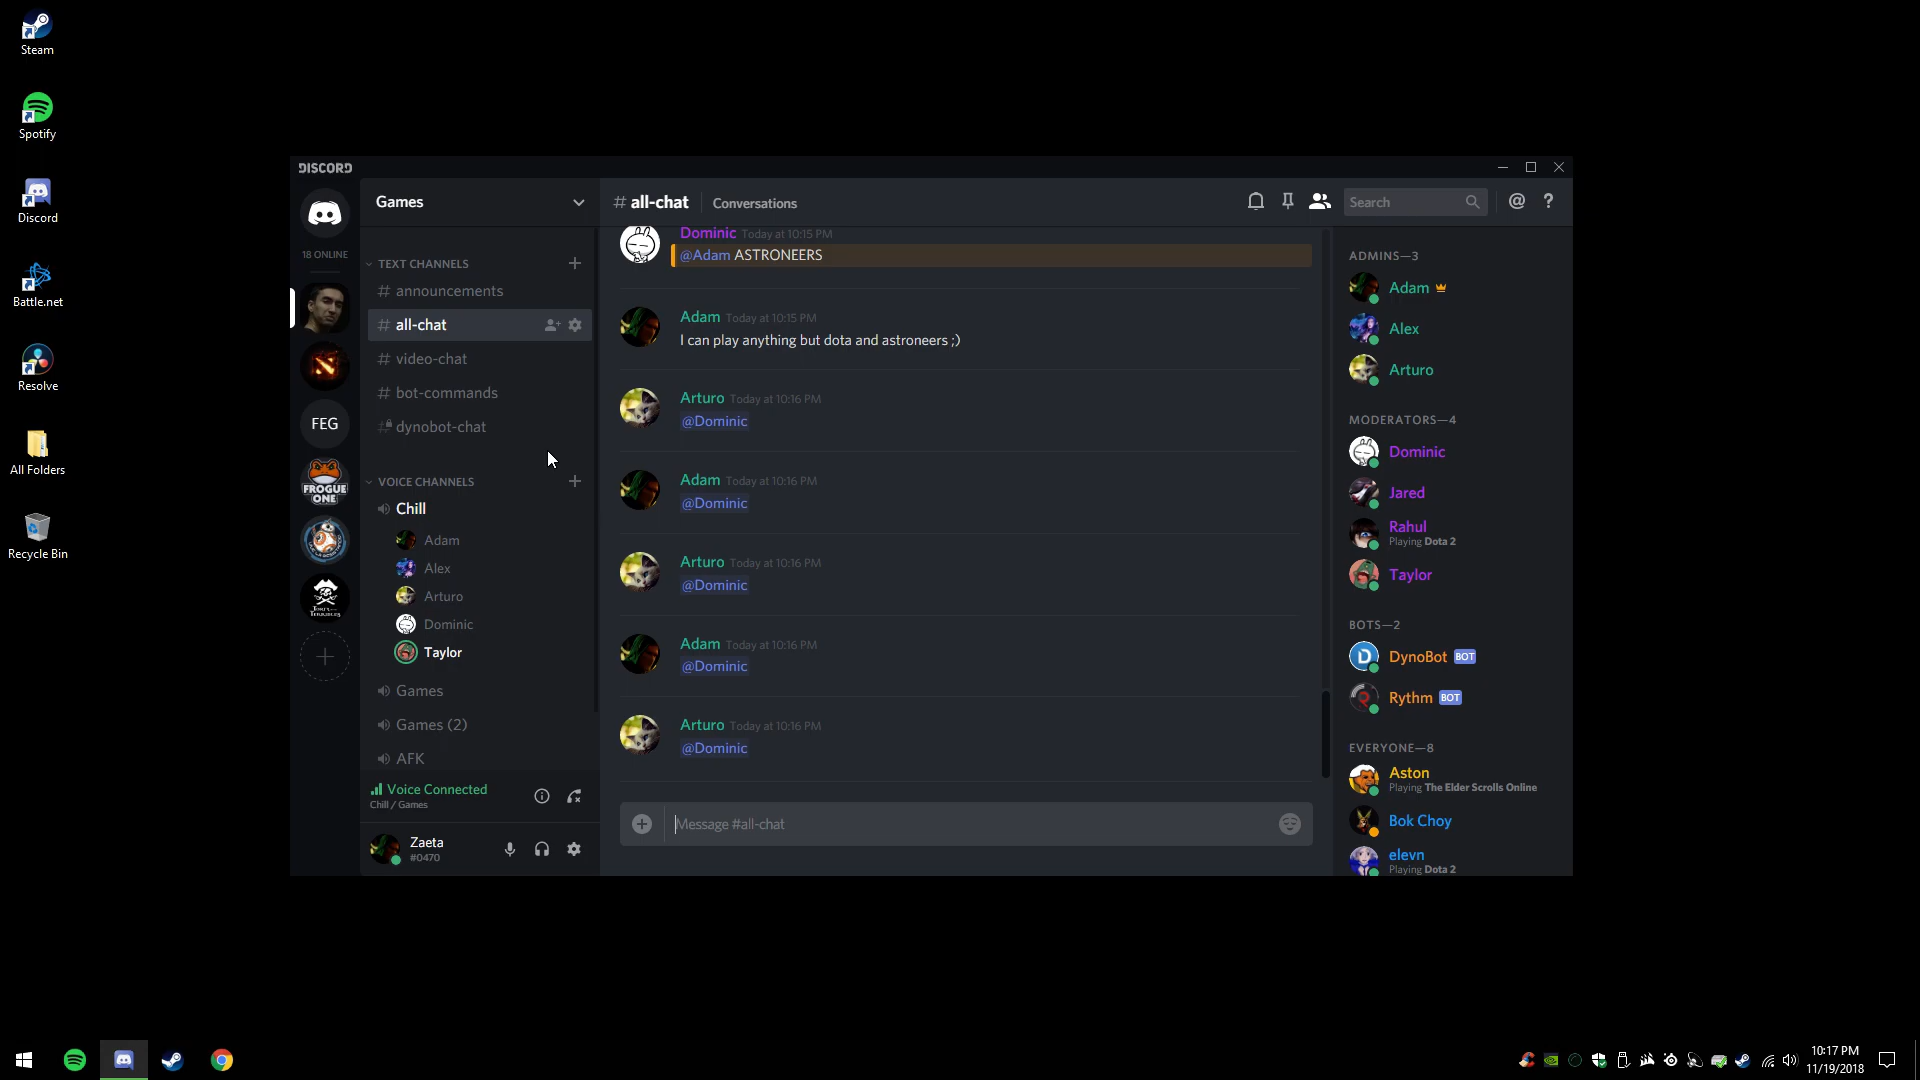 Steam
Spotify
Discord
Battle.net
Resolve
All Folders
Recycle Bin
DISCORD
18 ONLINE
FEG
FROGUE
ONE
Games
TEXT CHANNELS
# announcements
# all-chat
# video-chat
# bot-commands
# dynobot-chat
VOICE CHANNELS
Chill
Adam
Alex
Arturo
Dominic
Taylor
Games
Games (2)
AFK
Voice Connected
Chill / Games
Zaeta
#0470
# all-chat
Conversations
Search
@ ?
Dominic Today at 10:15 PM
@Adam ASTRONEERS
Adam Today at 10:15 PM
I can play anything but dota and astroneers ;)
Arturo Today at 10:16 PM
@Dominic
Adam Today at 10:16 PM
@Dominic
Arturo Today at 10:16 PM
@Dominic
Adam Today at 10:16 PM
@Dominic
Arturo Today at 10:16 PM
@Dominic
Message #all-chat
ADMINS—3
Adam
Alex
Arturo
MODERATORS—4
Dominic
Jared
Rahul
Playing Dota 2
Taylor
BOTS—2
DynoBot BOT
Rythm BOT
EVERYONE—8
Aston
Playing The Elder Scrolls Online
Bok Choy
elevn
Playing Dota 2
10:17 PM
11/19/2018